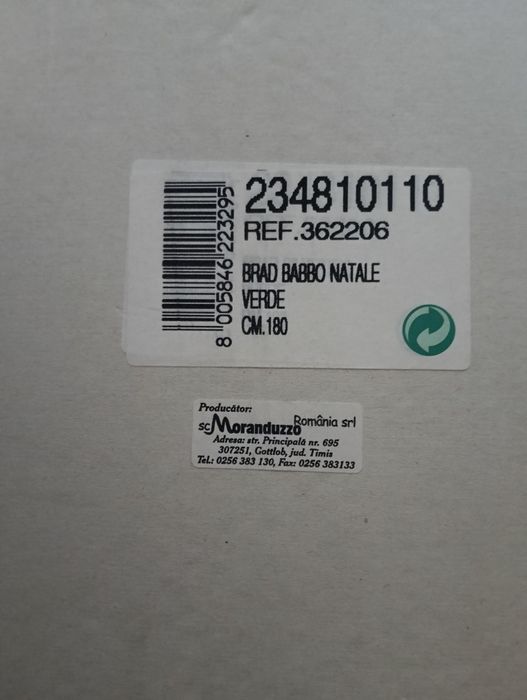 234810110
REF.362206
BRAD BABBO NATALE
VERDE
CM.180
8 005846 223295
Producător:
sc Moranduzzo România srl
Adresa: str. Principală nr. 695
307251, Gottlob, jud. Timis
Tel.: 0256 383 130, Fax: 0256 383133